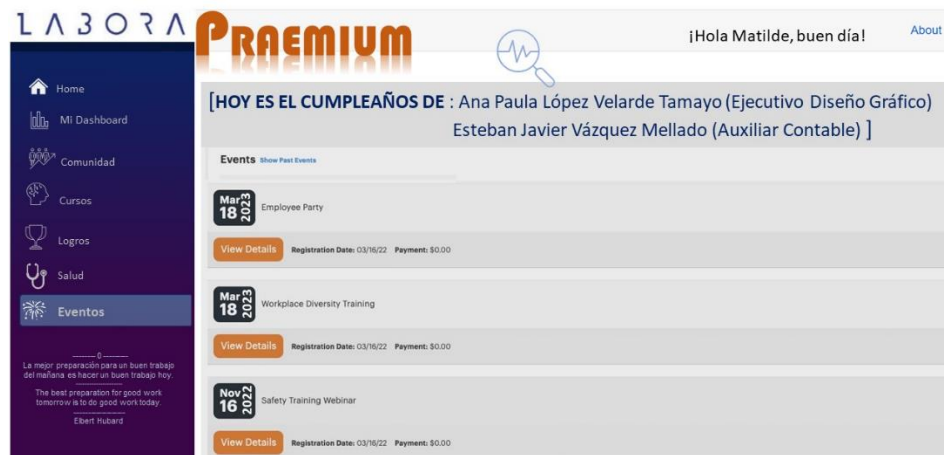 LABORA
PRAEMIUM
¡Hola Matilde, buen día!
About
Home
Mi Dashboard
Comunidad
Cursos
Logros
Salud
Eventos
0
La mejor preparación para un buen trabajo
del mañana es hacer un buen trabajo hoy.
The best preparation for good work
tomorrow is to do good work today.
Elbert Hubard
[HOY ES EL CUMPLEAÑOS DE : Ana Paula López Velarde Tamayo (Ejecutivo Diseño Gráfico)
Esteban Javier Vázquez Mellado (Auxiliar Contable) ]
Events Show Past Events
Mar 18 2023 Employee Party
View Details Registration Date: 03/16/22 Payment: $0.00
Mar 18 2023 Workplace Diversity Training
View Details Registration Date: 03/16/22 Payment: $0.00
Nov 16 2022 Safety Training Webinar
View Details Registration Date: 03/16/22 Payment: $0.00